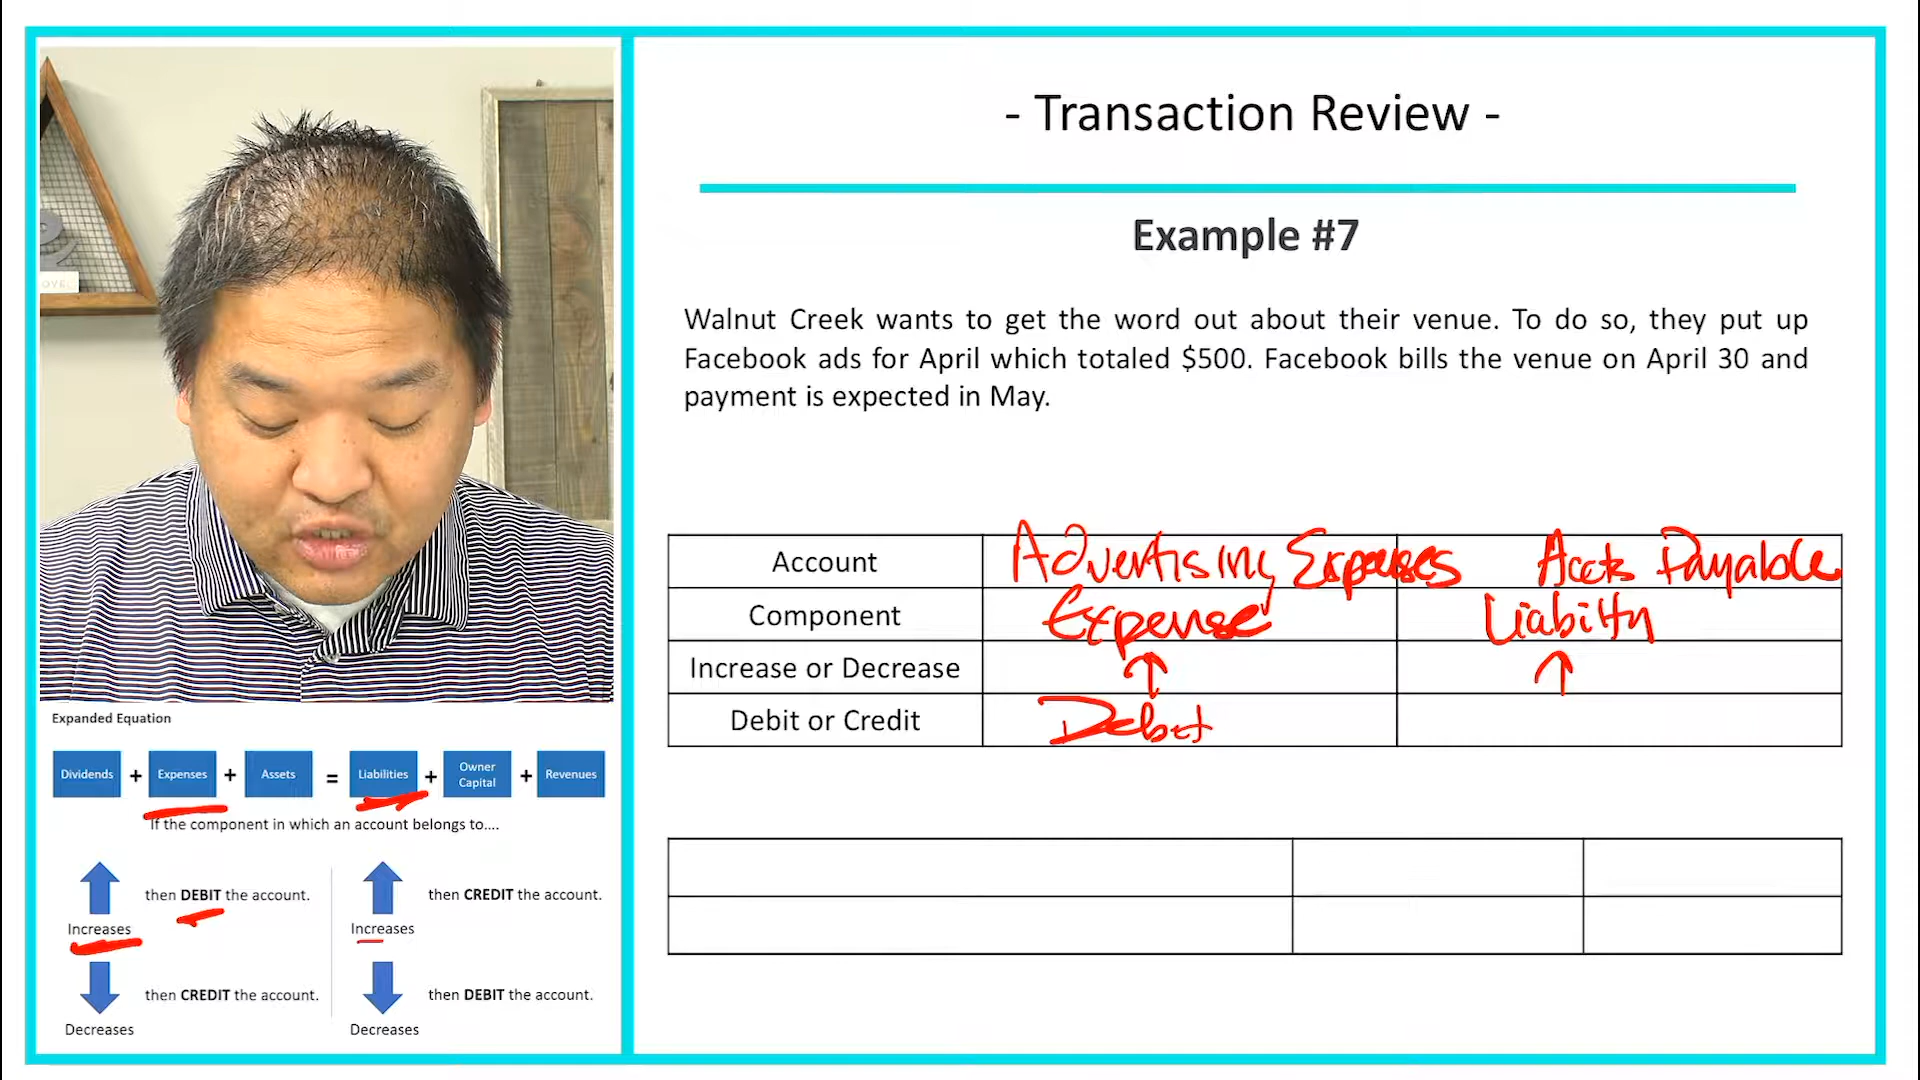 - Transaction Review -
Example #7
Walnut Creek wants to get the word out about their venue. To do so, they put up
Facebook ads for April which totaled $500. Facebook bills the venue on April 30 and
payment is expected in May.
Account Advertising Expenses Accts Payable
Component Expense Liability
Increase or Decrease ↑ ↑
Debit or Credit Debit
Expanded Equation
Dividends + Expenses + Assets = Liabilities + Owner Capital + Revenues
If the component in which an account belongs to....
then DEBIT the account.
Increases
then CREDIT the account.
Decreases
then CREDIT the account.
Increases
then DEBIT the account.
Decreases